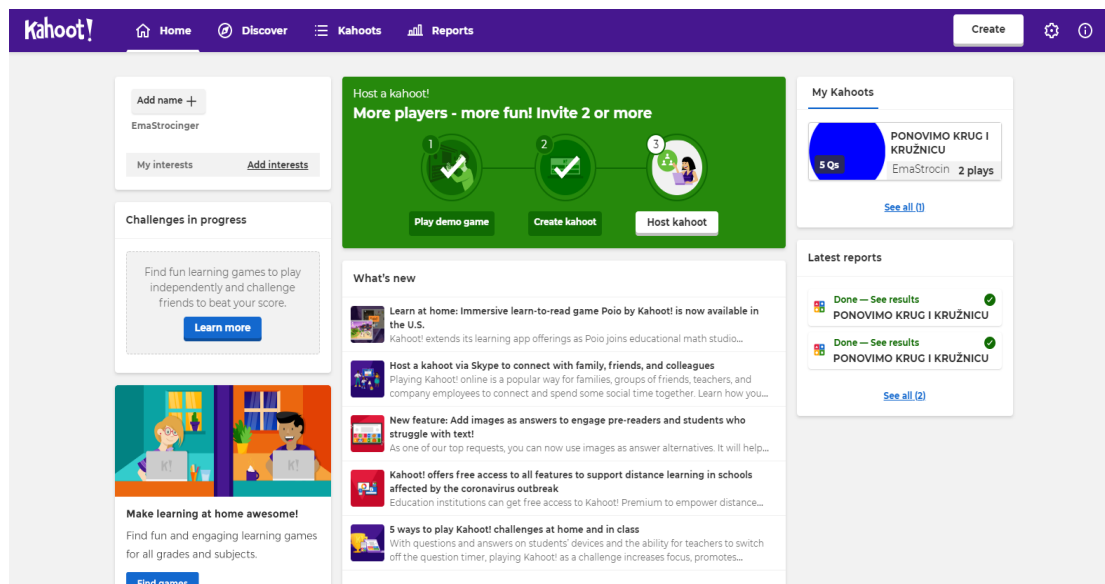 Kahoot!
Home
Discover
Kahoots
Reports
Create
Add name +
EmaStrocinger
My interests
Add interests
Challenges in progress
Find fun learning games to play
independently and challenge
friends to beat your score.
Learn more
K!
K!
Make learning at home awesome!
Find fun and engaging learning games
for all grades and subjects.
Find games
Host a kahoot!
More players - more fun! Invite 2 or more
1
2
3
Play demo game
Create kahoot
Host kahoot
What's new
Learn at home: Immersive learn-to-read game Poio by Kahoot! is now available in
the U.S.
Kahoot! extends its learning app offerings as Poio joins educational math studio...
Host a kahoot via Skype to connect with family, friends, and colleagues
Playing Kahoot! online is a popular way for families, groups of friends, teachers, and
company employees to connect and spend some social time together. Learn how you...
New feature: Add images as answers to engage pre-readers and students who
struggle with text!
As one of our top requests, you can now use images as answer alternatives. It will help...
Kahoot! offers free access to all features to support distance learning in schools
affected by the coronavirus outbreak
Education institutions can get free access to Kahoot! Premium to empower distance...
5 ways to play Kahoot! challenges at home and in class
With questions and answers on students' devices and the ability for teachers to switch
off the question timer, playing Kahoot! as a challenge increases focus, promotes...
My Kahoots
PONOVIMO KRUG I
KRUŽNICU
5 Qs
EmaStrocin
2 plays
See all (1)
Latest reports
Done — See results
PONOVIMO KRUG I KRUŽNICU
Done — See results
PONOVIMO KRUG I KRUŽNICU
See all (2)